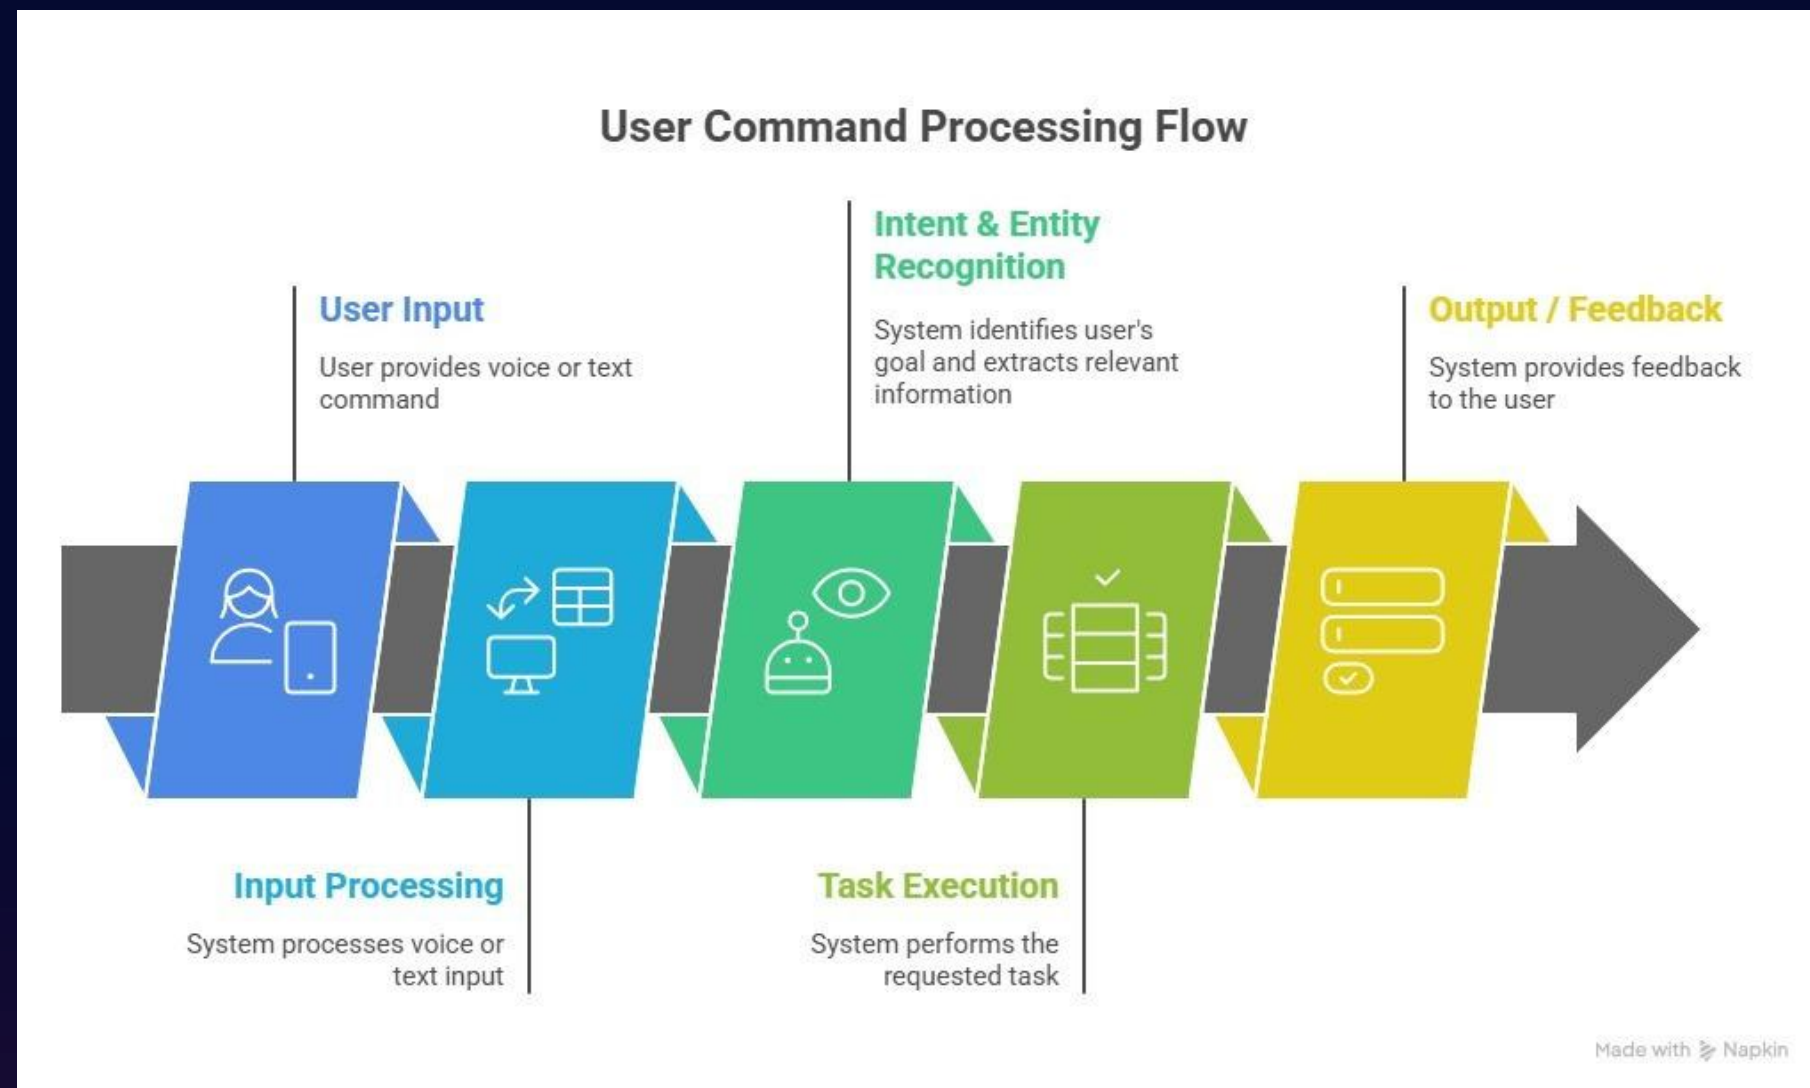 User Command Processing Flow
User Input
User provides voice or text
command
Input Processing
System processes voice or
text input
Intent & Entity
Recognition
System identifies user's
goal and extracts relevant
information
Task Execution
System performs the
requested task
Output / Feedback
System provides feedback
to the user
Made with Napkin